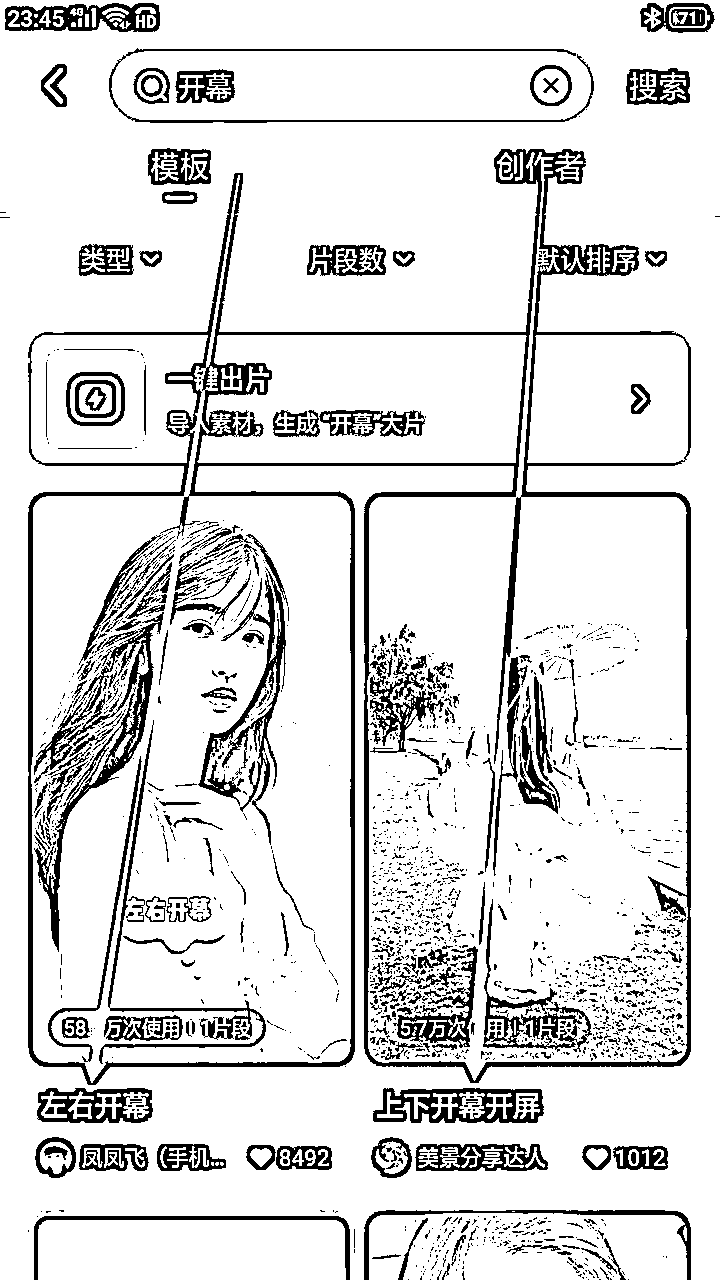 23:45 4G HD 71
开幕 搜索
模板 创作者
类型 片段数 默认排序
一键出片
导入素材，生成“开幕”大片
左右开幕
58 万次使用 | 1片段 57万次 用 | 1片段
左右开幕 上下开幕开屏
凤凤飞（手机... 8492 美景分享达人 1012